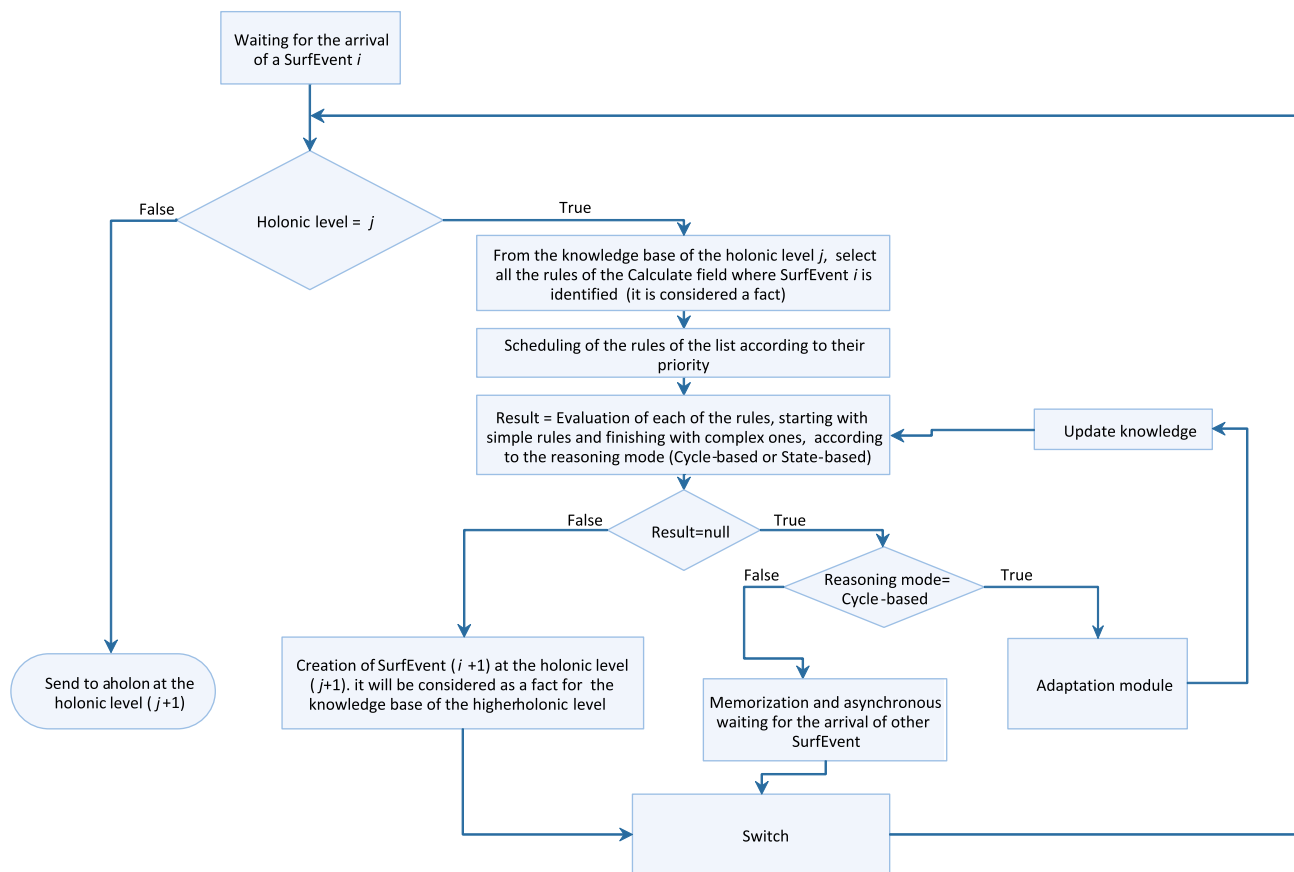 Waiting for the arrival
of a SurfEvent i
False
Holonic level = j
True
From the knowledge base of the holonic level j, select
all the rules of the Calculate field where SurfEvent i is
identified (it is considered a fact)
Scheduling of the rules of the list according to their
priority
Result = Evaluation of each of the rules, starting with
simple rules and finishing with complex ones, according
to the reasoning mode (Cycle-based or State-based)
Update knowledge
False
Result=null
True
False
Reasoning mode=
Cycle-based
True
Creation of SurfEvent (i +1) at the holonic level
(j+1). it will be considered as a fact for the
knowledge base of the higherholonic level
Send to aholon at the
holonic level (j+1)
Memorization and asynchronous
waiting for the arrival of other
SurfEvent
Adaptation module
Switch